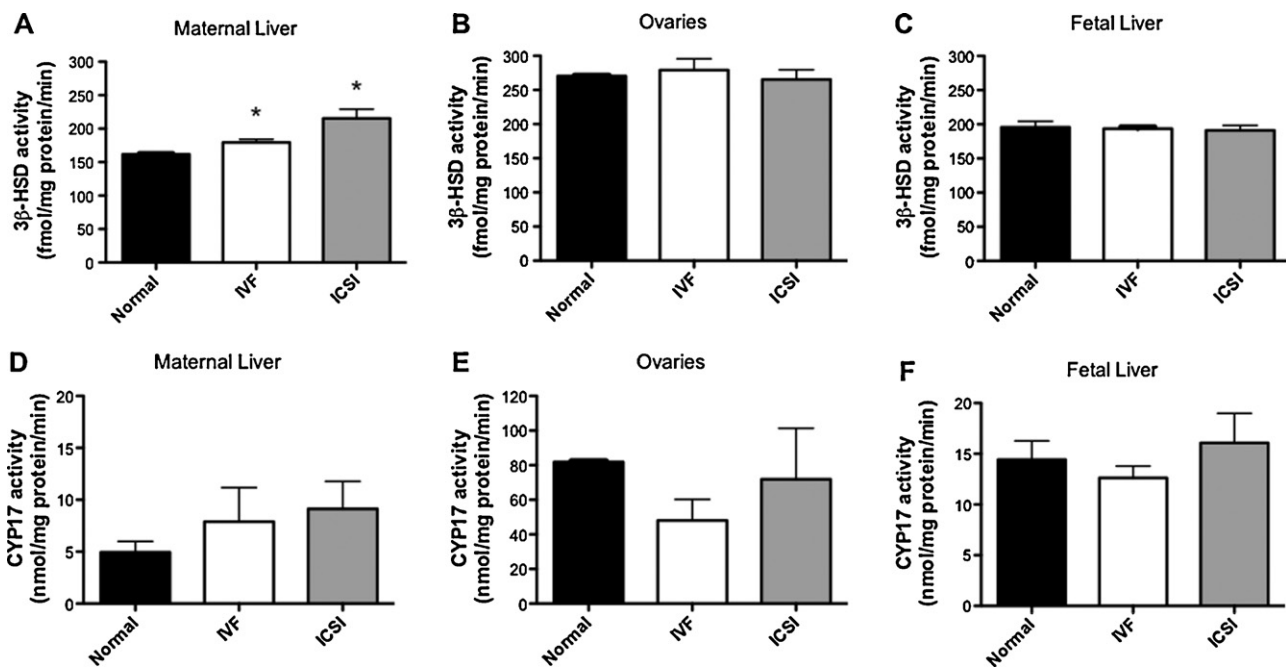 A
Maternal Liver
3β-HSD activity
(fmol/mg protein/min)
300
250
200
150
100
50
0
*
*
Normal
IVF
ICSI
B
Ovaries
3β-HSD activity
(fmol/mg protein/min)
300
250
200
150
100
50
0
Normal
IVF
ICSI
C
Fetal Liver
3β-HSD activity
(fmol/mg protein/min)
300
250
200
150
100
50
0
Normal
IVF
ICSI
D
Maternal Liver
CYP17 activity
(nmol/mg protein/min)
20
15
10
5
0
Normal
IVF
ICSI
E
Ovaries
CYP17 activity
(nmol/mg protein/min)
120
100
80
60
40
20
0
Normal
IVF
ICSI
F
Fetal Liver
CYP17 activity
(nmol/mg protein/min)
20
15
10
5
0
Normal
IVF
ICSI